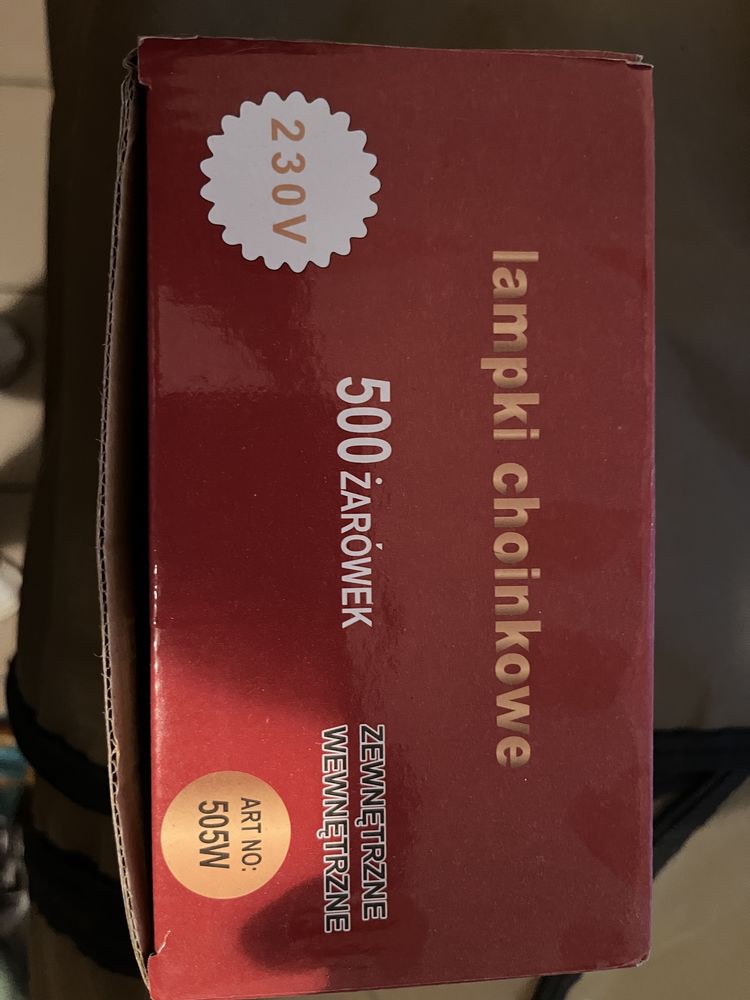 lampki choinkowe
500 ŻARÓWEK
ZEWNĘTRZNE
WEWNĘTRZNE
230V
ART NO:
505W